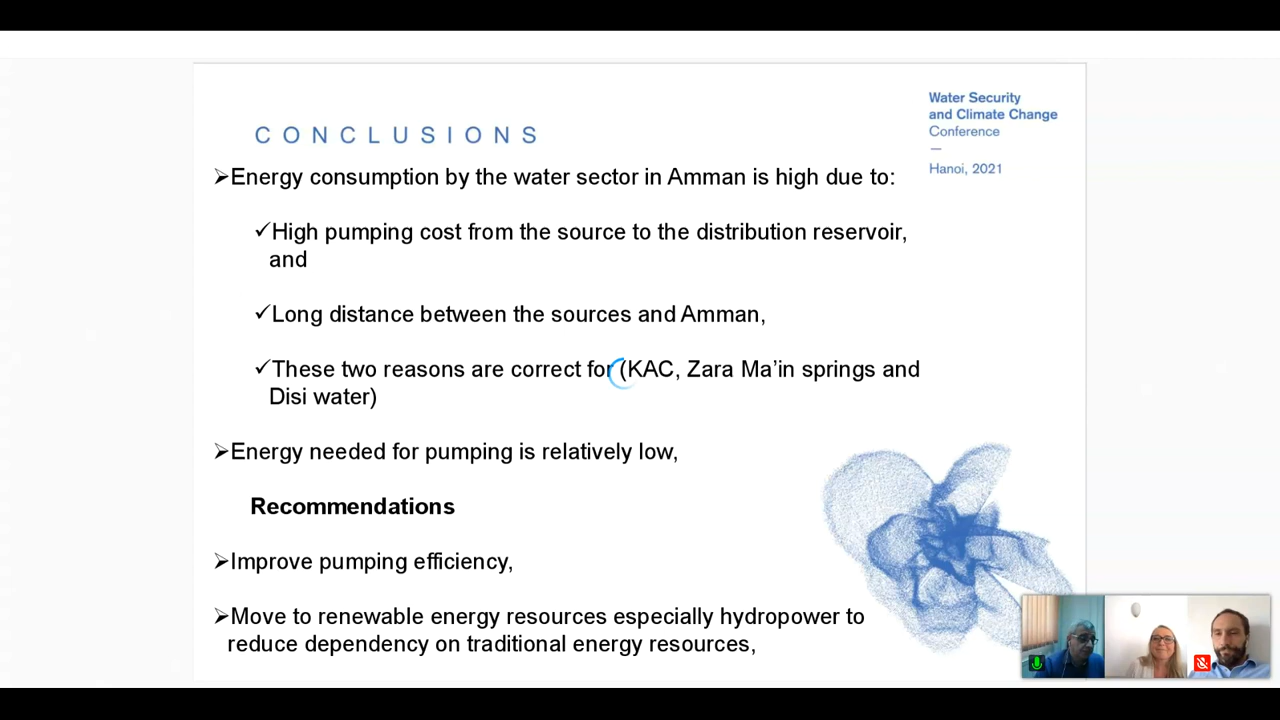 Water Security
and Climate Change
Conference
—
Hanoi, 2021
CONCLUSIONS
➢Energy consumption by the water sector in Amman is high due to:
✓High pumping cost from the source to the distribution reservoir,
and
✓Long distance between the sources and Amman,
✓These two reasons are correct for (KAC, Zara Ma’in springs and
Disi water)
➢Energy needed for pumping is relatively low,
Recommendations
➢Improve pumping efficiency,
➢Move to renewable energy resources especially hydropower to
reduce dependency on traditional energy resources,